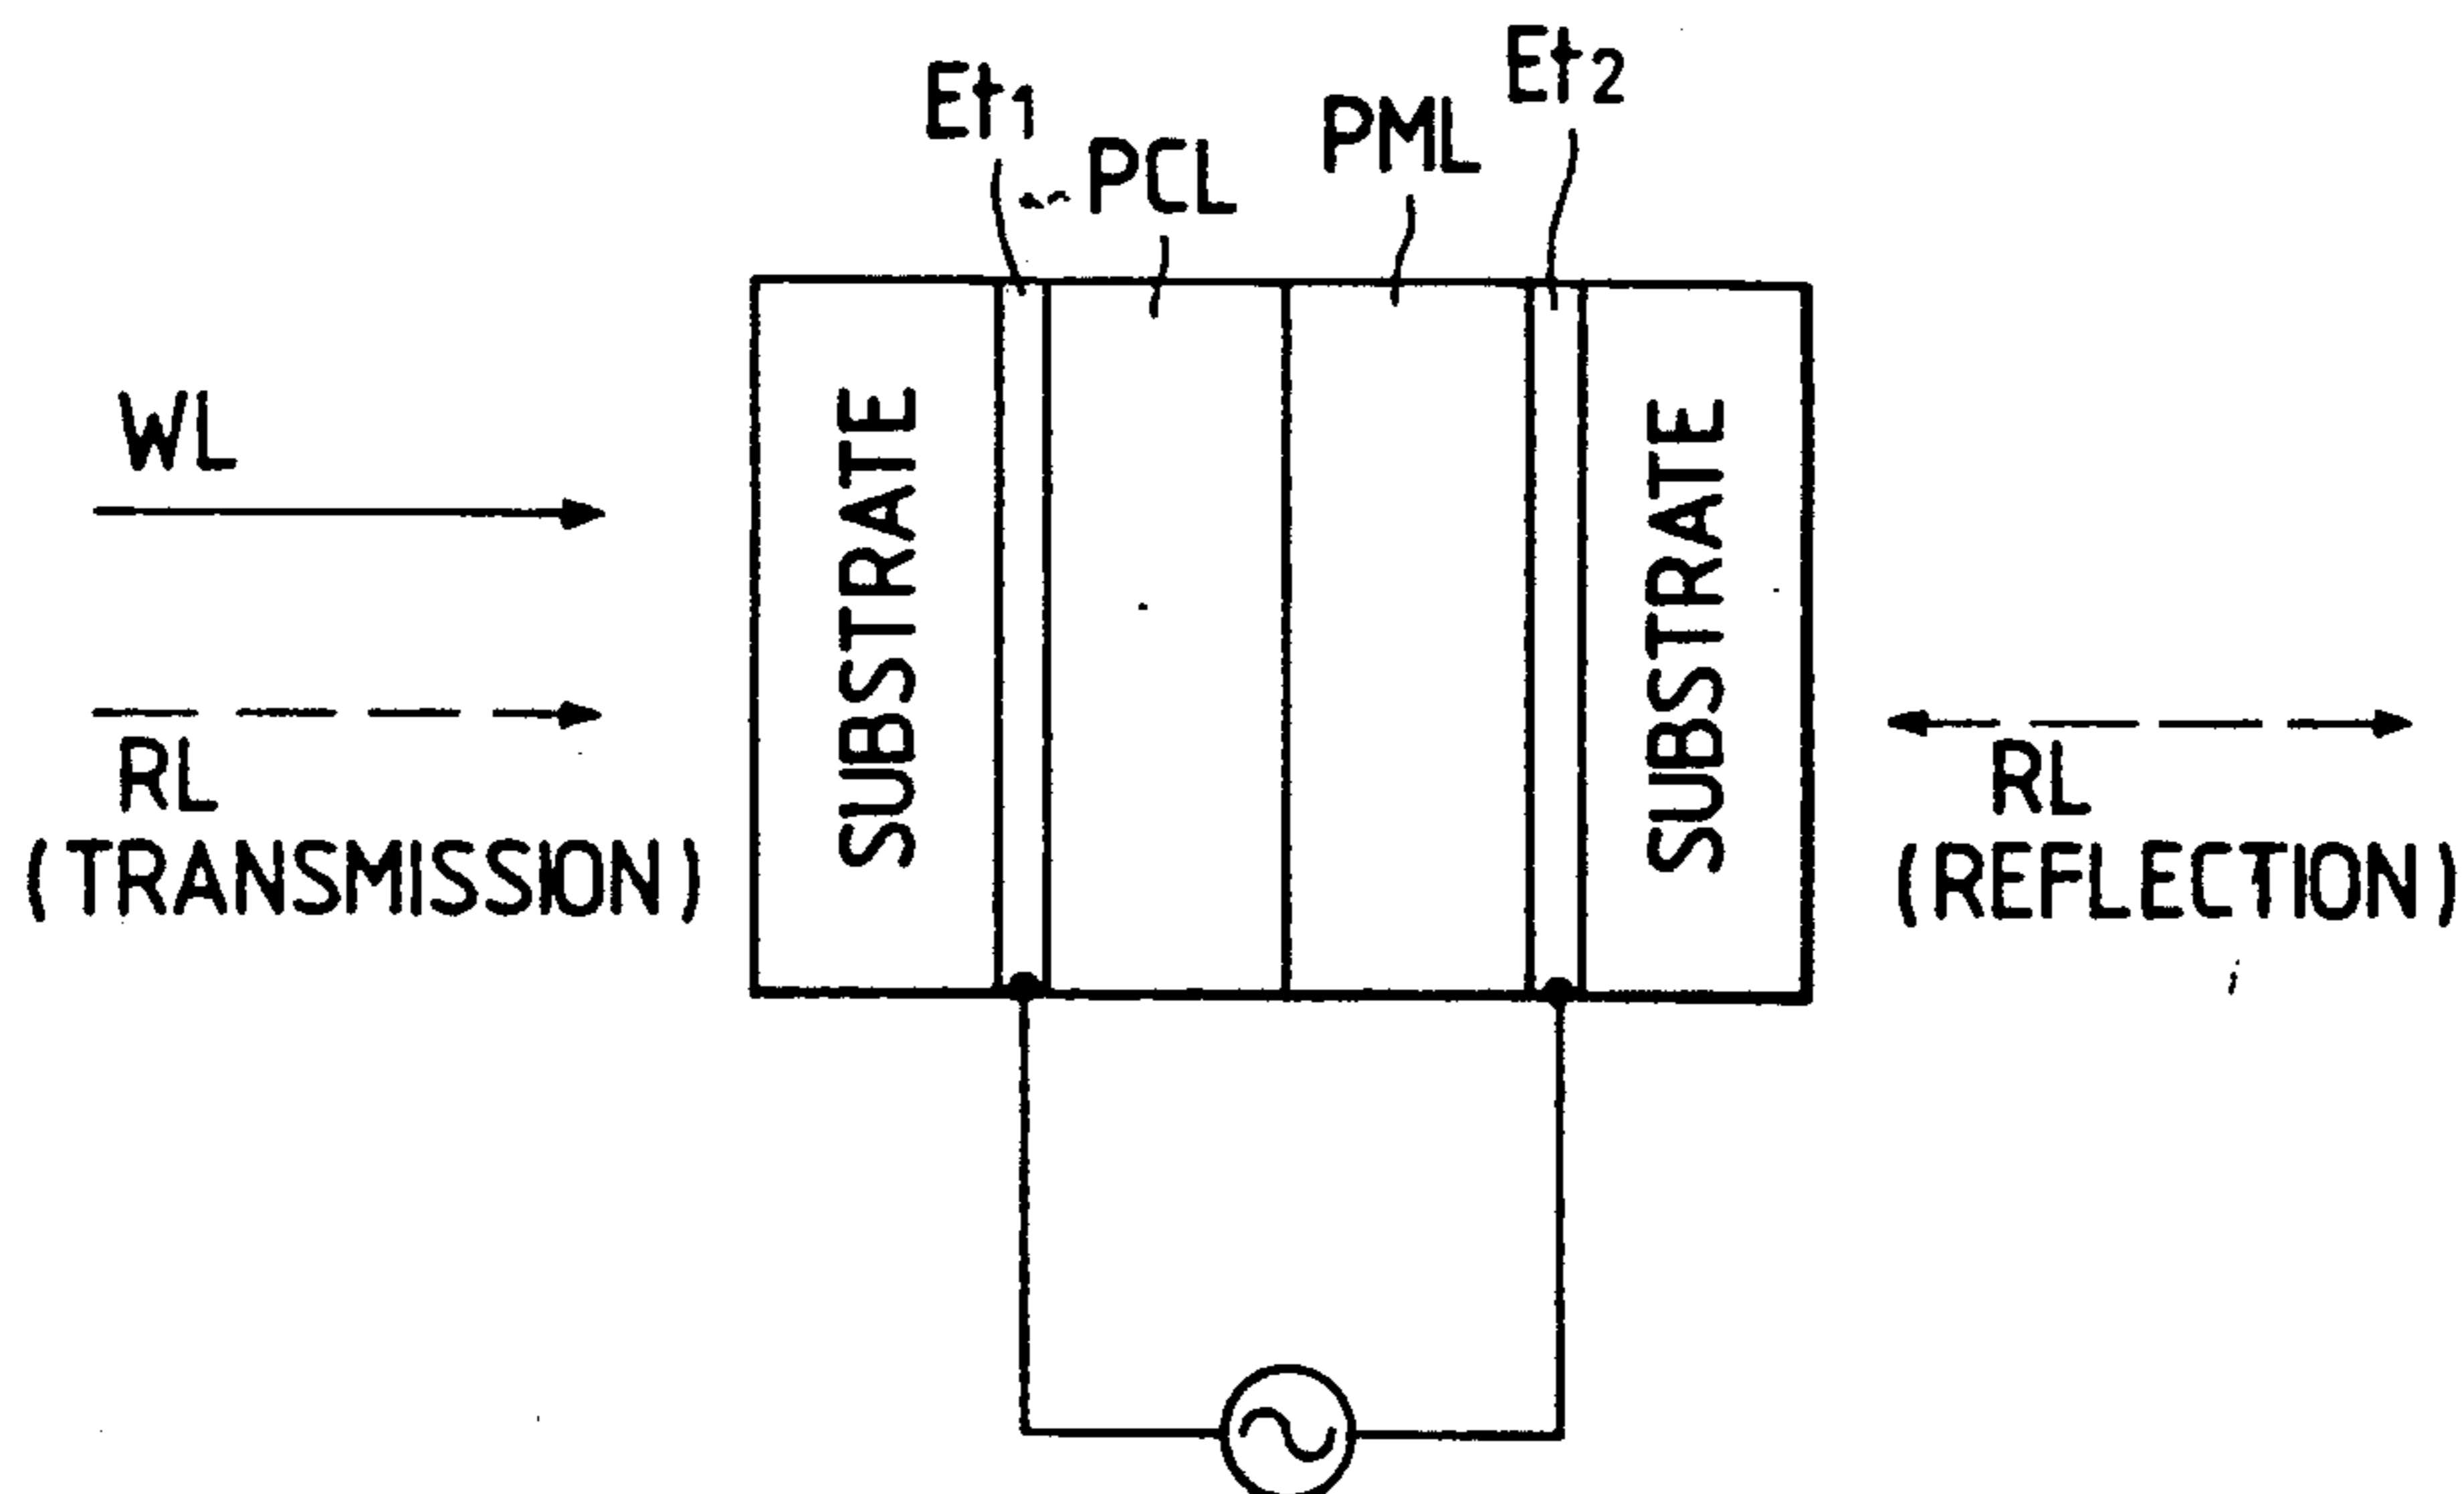 Et1
PCL
PML
Et2
WL
RL
(TRANSMISSION)
SUBSTRATE
SUBSTRATE
RL
(REFLECTION)